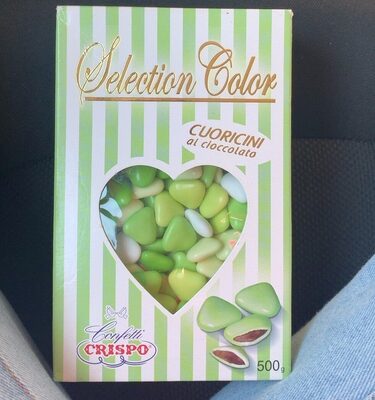 Selection Color
CUORICINI
al cioccolato
Confetti
CRISPO
500g